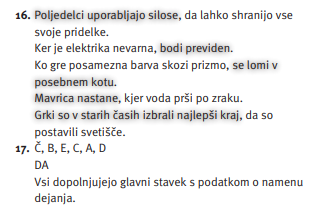 16. Poljedelci uporabljajo silose, da lahko shranijo vse
svoje pridelke.
Ker je elektrika nevarna, bodi previden.
Ko gre posamezna barva skozi prizmo, se lomi v
posebnem kotu.
Mavrica nastane, kjer voda prši po zraku.
Grki so v starih časih izbrali najlepši kraj, da so
postavili svetišče.
17. Č, B, E, C, A, D
DA
Vsi dopolnjujejo glavni stavek s podatkom o namenu
dejanja.